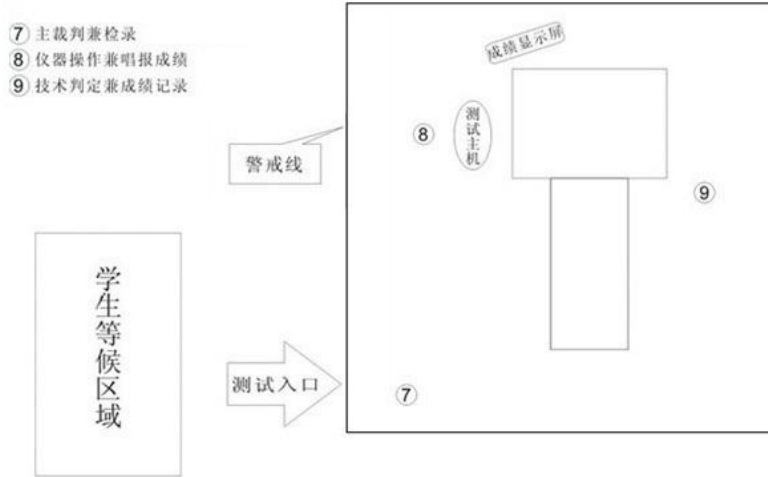 ⑦ 主裁判兼检录
⑧ 仪器操作兼唱报成绩
⑨ 技术判定兼成绩记录
成绩显示屏
⑧
测试主机
警戒线
⑨
学生等候区域
测试入口
⑦